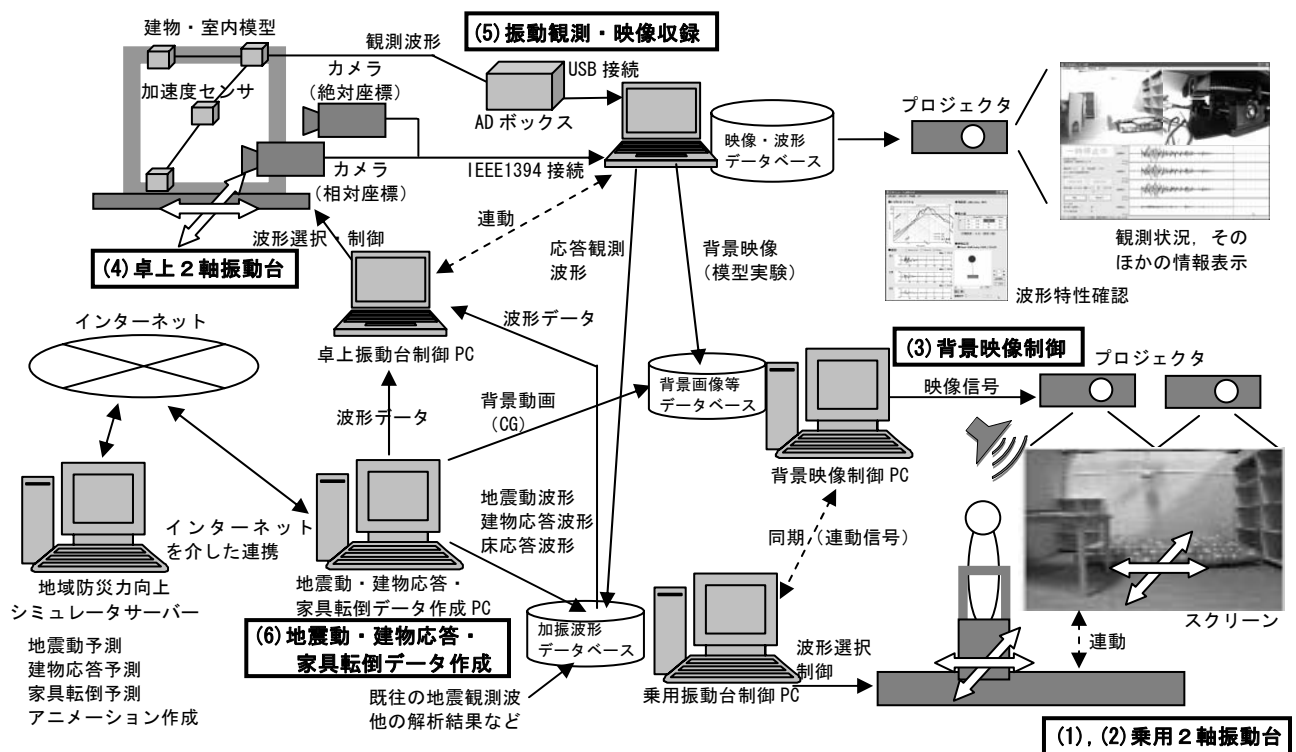 建物・室内模型
観測波形
(5)振動観測・映像収録
加速度センサ
カメラ
(絶対座標)
USB 接続
AD ボックス
カメラ
(相対座標)
IEEE1394 接続
映像・波形
データベース
プロジェクタ
観測状況，その
ほかの情報表示
波形特性確認
波形選択・制御
(4)卓上２軸振動台
連動
応答観測
波形
背景映像
(模型実験)
卓上振動台制御 PC
波形データ
インターネット
(3)背景映像制御
プロジェクタ
映像信号
背景画像等
データベース
背景映像制御 PC
波形データ
背景動画
(CG)
インターネット
を介した連携
地震動波形
建物応答波形
床応答波形
同期（連動信号）
地域防災力向上
シミュレータサーバー
地震動予測
建物応答予測
家具転倒予測
アニメーション作成
地震動・建物応答・
家具転倒データ作成 PC
(6)地震動・建物応答・
家具転倒データ作成
加振波形
データベース
既往の地震観測波
他の解析結果など
乗用振動台制御 PC
波形選択
制御
スクリーン
連動
(1),(2)乗用２軸振動台